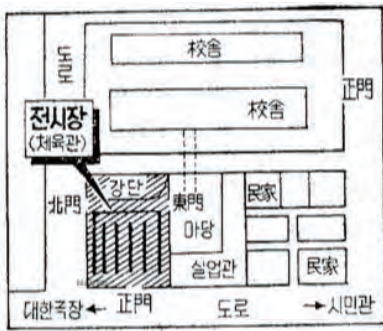 校舎
도로
校舎
正門
전시장
(체육관)
강단
北門
東門
마당
民家
실업관
民家
대한극장← 正門 도로 →시민관